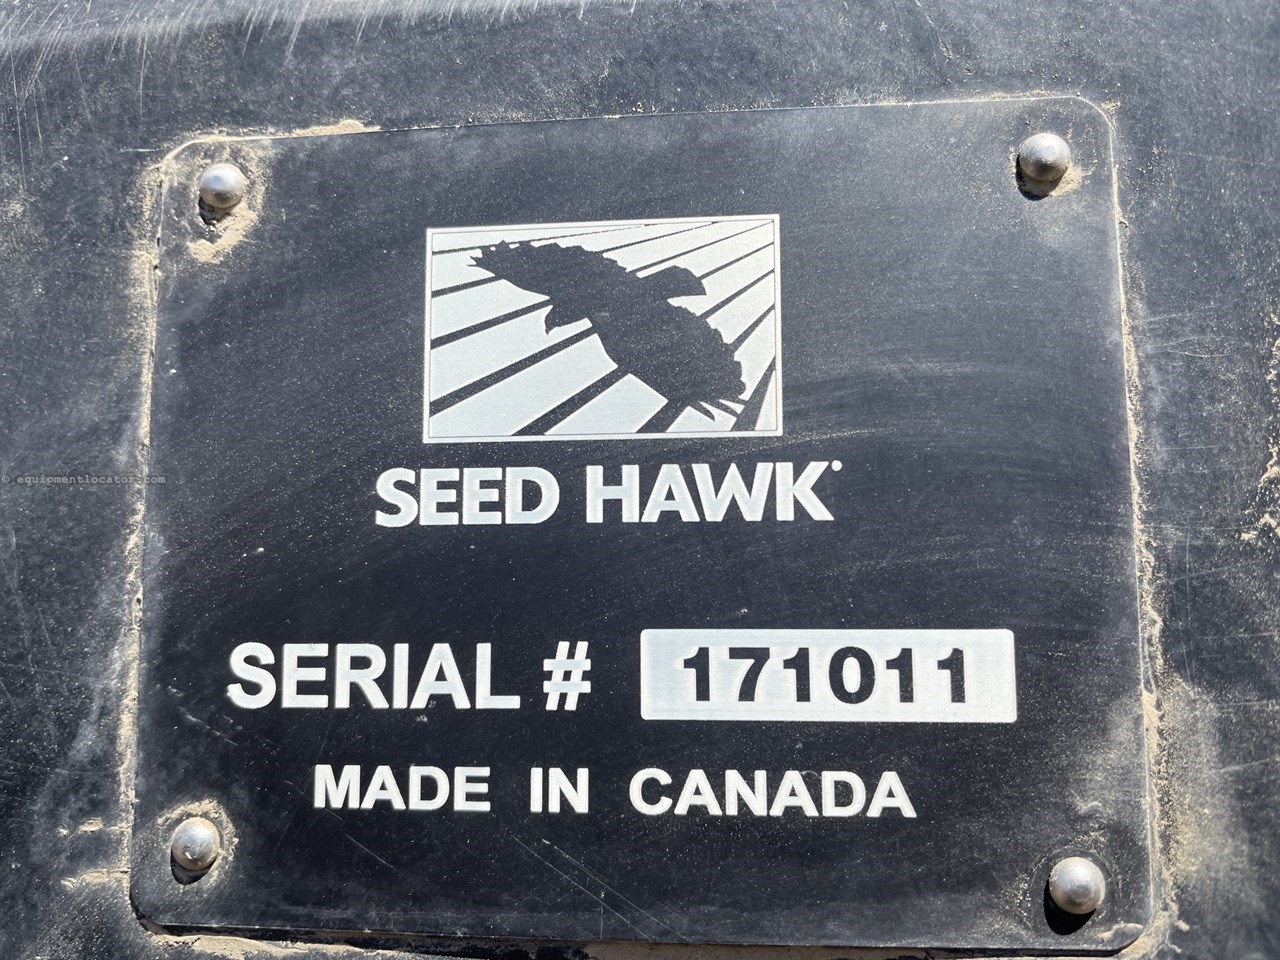 SEED HAWK
© equipmentlocator.com
SERIAL # 171011
MADE IN CANADA